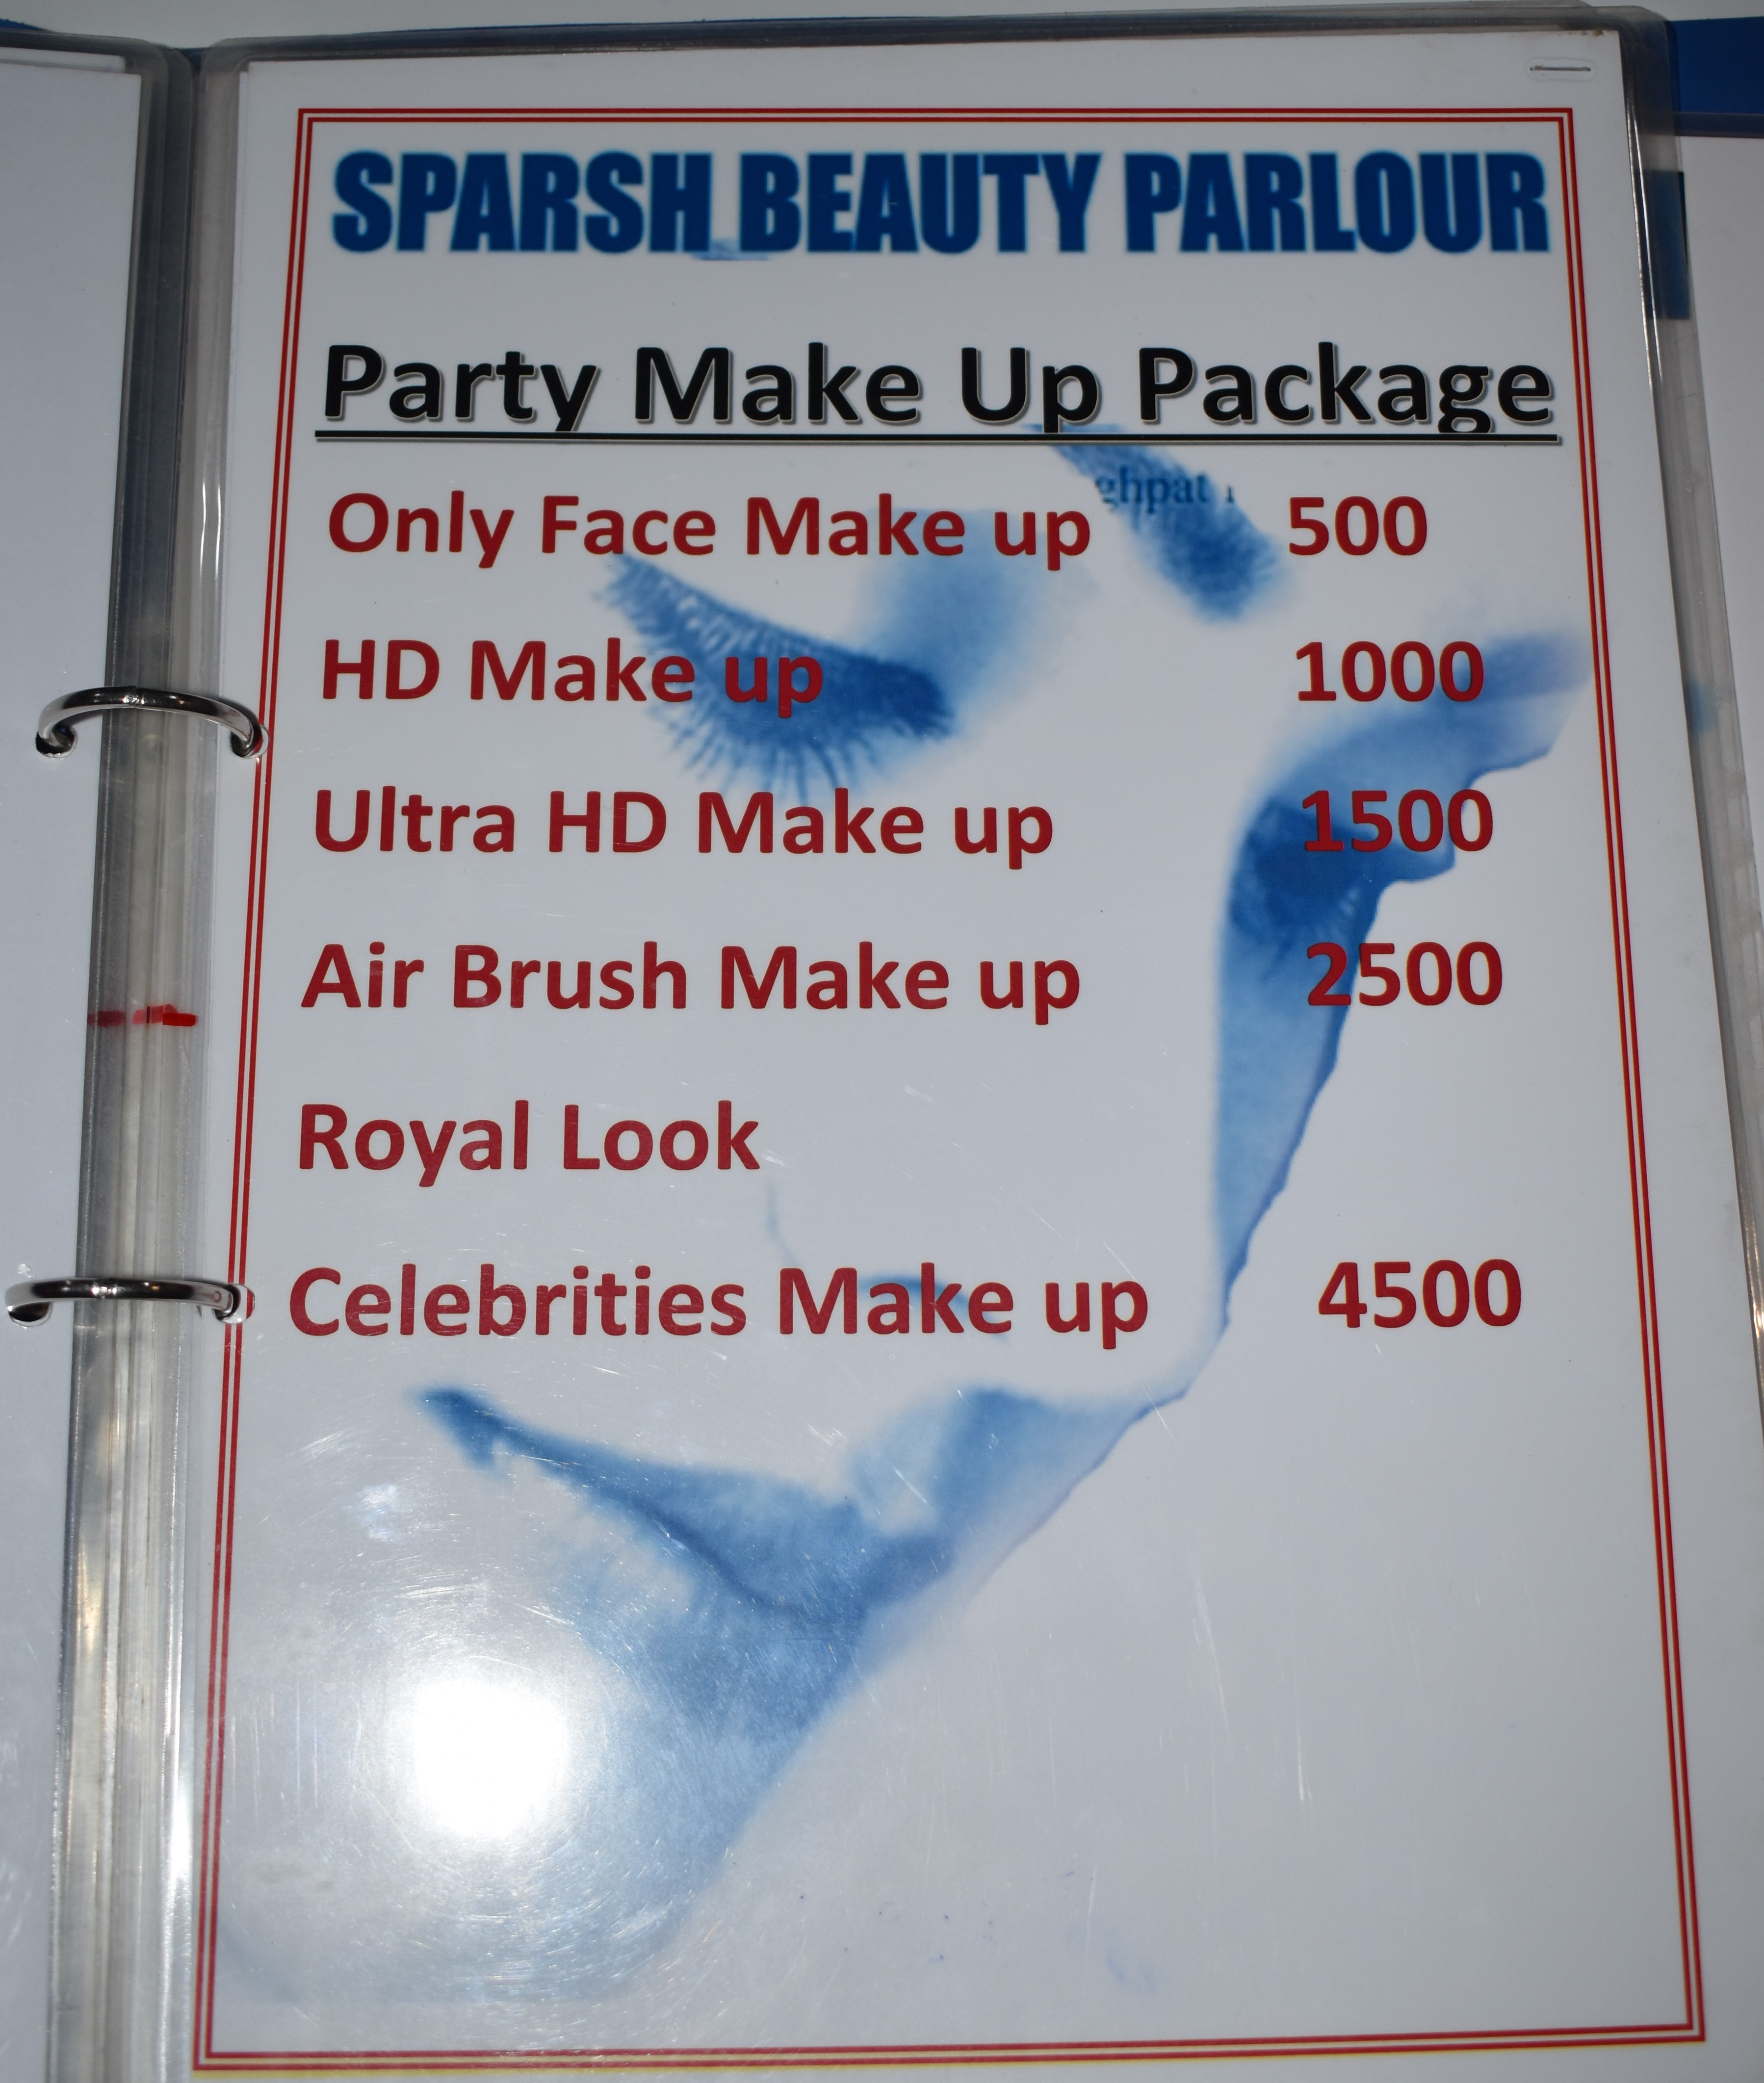 SPARSH BEAUTY PARLOUR
Party Make Up Package
Only Face Make up 500
HD Make up 1000
Ultra HD Make up 1500
Air Brush Make up 2500
Royal Look
Celebrities Make up 4500